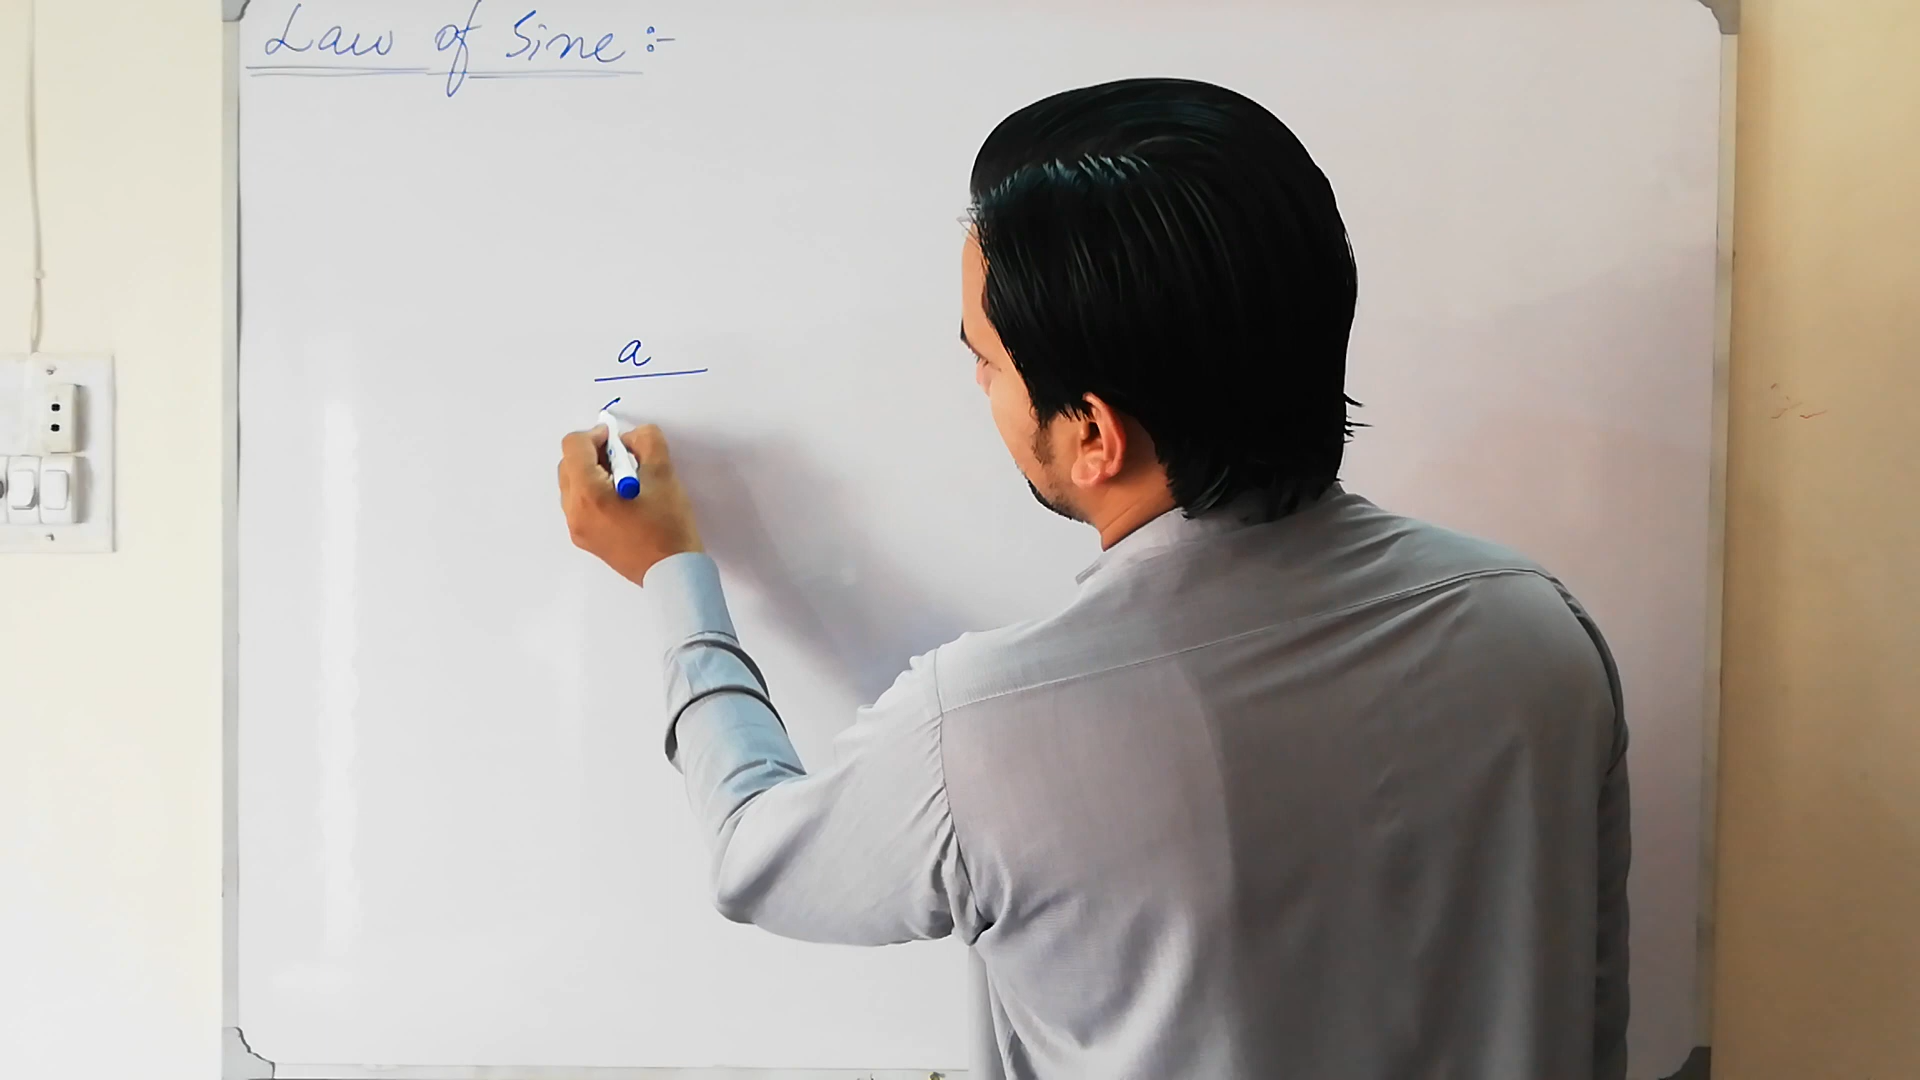 Law of Sine :-
a